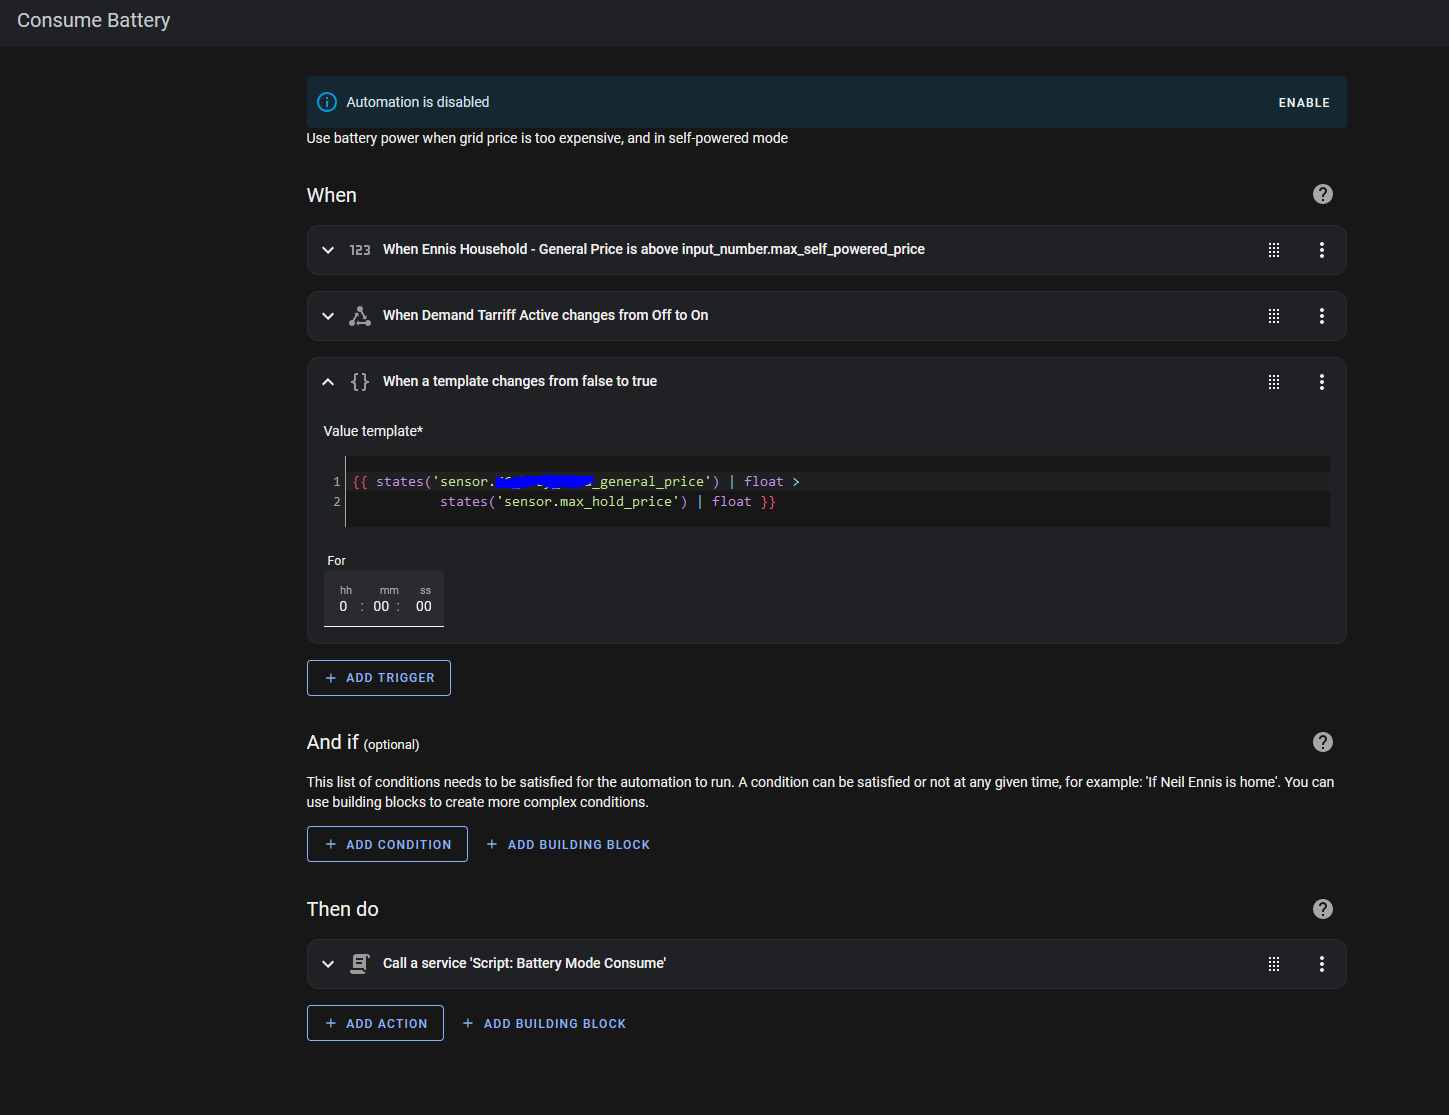 Consume Battery
Automation is disabled
ENABLE
Use battery power when grid price is too expensive, and in self-powered mode
When
123 When Ennis Household - General Price is above input_number.max_self_powered_price
When Demand Tarriff Active changes from Off to On
{} When a template changes from false to true
Value template*
1 {{ states('sensor. _general_price') | float >
2 states('sensor.max_hold_price') | float }}
For
hh mm ss
0 : 00 : 00
+ ADD TRIGGER
And if (optional)
This list of conditions needs to be satisfied for the automation to run. A condition can be satisfied or not at any given time, for example: 'If Neil Ennis is home'. You can
use building blocks to create more complex conditions.
+ ADD CONDITION + ADD BUILDING BLOCK
Then do
Call a service 'Script: Battery Mode Consume'
+ ADD ACTION + ADD BUILDING BLOCK